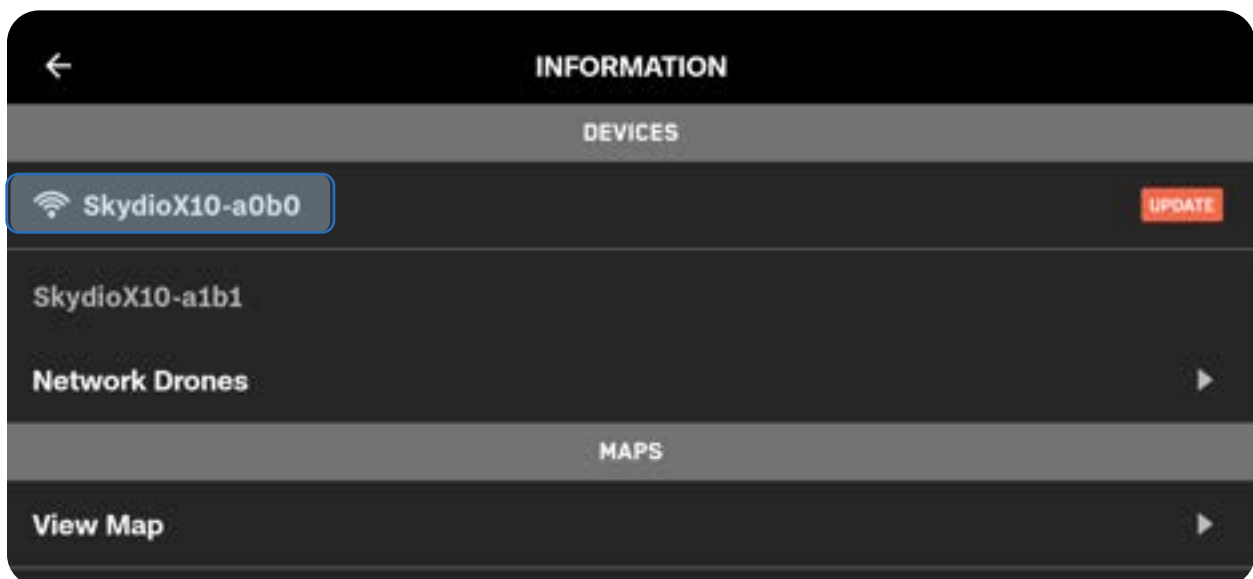 INFORMATION
DEVICES
SkydioX10-a0b0 UPDATE
SkydioX10-a1b1
Network Drones
MAPS
View Map